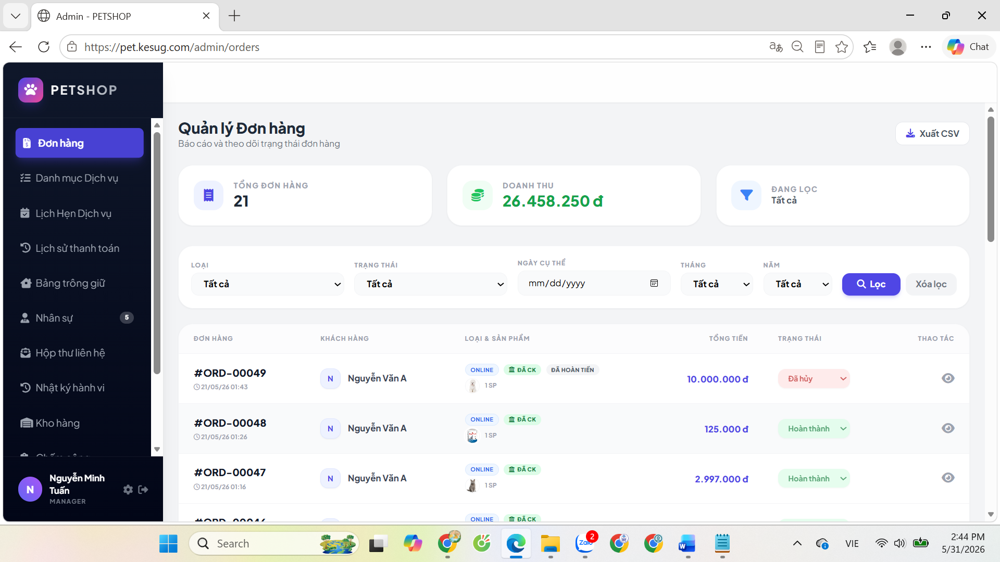 Admin - PETSHOP
https://pet.kesug.com/admin/orders
Chat
PETSHOP
Đơn hàng
Danh mục Dịch vụ
Lịch Hẹn Dịch vụ
Lịch sử thanh toán
Bảng trông giữ
Nhân sự 5
Hộp thư liên hệ
Nhật ký hành vi
Kho hàng
N
Nguyễn Minh Tuấn
MANAGER
Quản lý Đơn hàng
Báo cáo và theo dõi trạng thái đơn hàng
Xuất CSV
TỔNG ĐƠN HÀNG
21
DOANH THU
26.458.250 đ
ĐANG LỌC
Tất cả
LOẠI TRẠNG THÁI NGÀY CỤ THỂ THÁNG NĂM
Tất cả Tất cả mm/dd/yyyy Tất cả Tất cả Lọc Xóa lọc
ĐƠN HÀNG KHÁCH HÀNG LOẠI & SẢN PHẨM TỔNG TIỀN TRẠNG THÁI THAO TÁC
#ORD-00049
21/05/26 01:43
N Nguyễn Văn A
ONLINE ĐÃ CK ĐÃ HOÀN TIỀN
1 SP
10.000.000 đ
Đã hủy
#ORD-00048
21/05/26 01:26
N Nguyễn Văn A
ONLINE ĐÃ CK
1 SP
125.000 đ
Hoàn thành
#ORD-00047
21/05/26 01:16
N Nguyễn Văn A
ONLINE ĐÃ CK
1 SP
2.997.000 đ
Hoàn thành
#ORD-00046
ONLINE ĐÃ CK
Search
Zalo
2
VIE
2:44 PM
5/31/2026